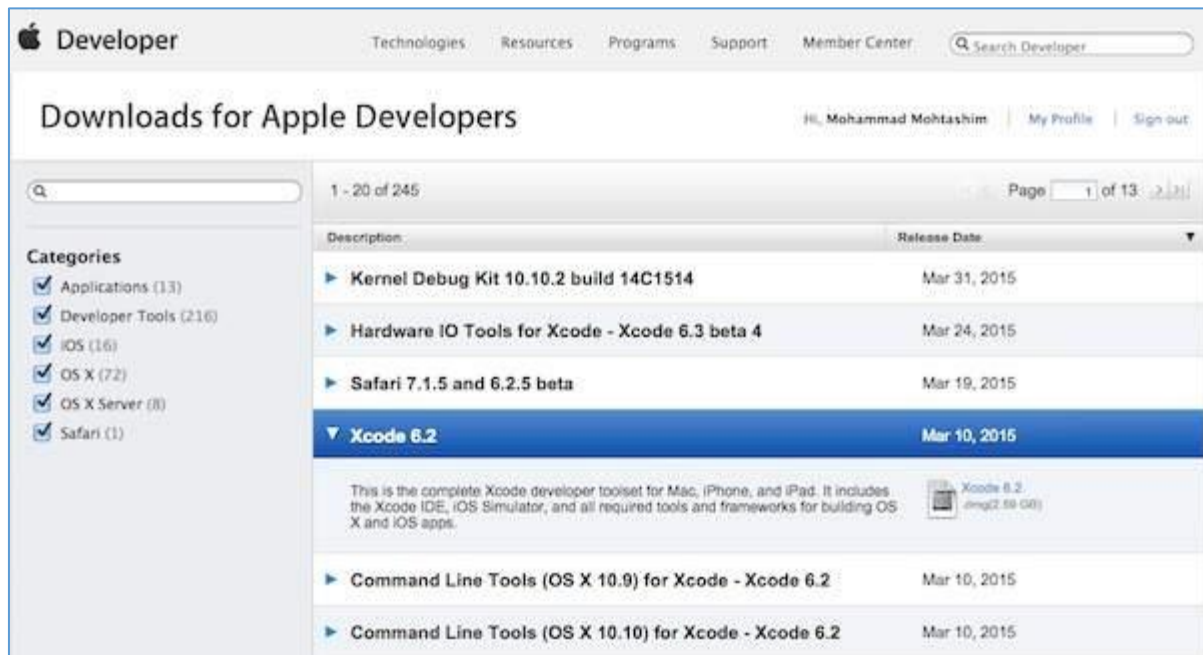 Developer
Technologies Resources Programs Support Member Center Search Developer
Downloads for Apple Developers
Hi, Mohammad Mohtashim | My Profile | Sign out
1 - 20 of 245
Page 1 of 13
Description Release Date
Categories
Applications (13)
Developer Tools (216)
iOS (16)
OS X (72)
OS X Server (8)
Safari (1)
Kernel Debug Kit 10.10.2 build 14C1514 Mar 31, 2015
Hardware IO Tools for Xcode - Xcode 6.3 beta 4 Mar 24, 2015
Safari 7.1.5 and 6.2.5 beta Mar 19, 2015
Xcode 6.2 Mar 10, 2015
This is the complete Xcode developer toolset for Mac, iPhone, and iPad. It includes
the Xcode IDE, iOS Simulator, and all required tools and frameworks for building OS
X and iOS apps.
Xcode 6.2
.dmg(2.59 GB)
Command Line Tools (OS X 10.9) for Xcode - Xcode 6.2 Mar 10, 2015
Command Line Tools (OS X 10.10) for Xcode - Xcode 6.2 Mar 10, 2015